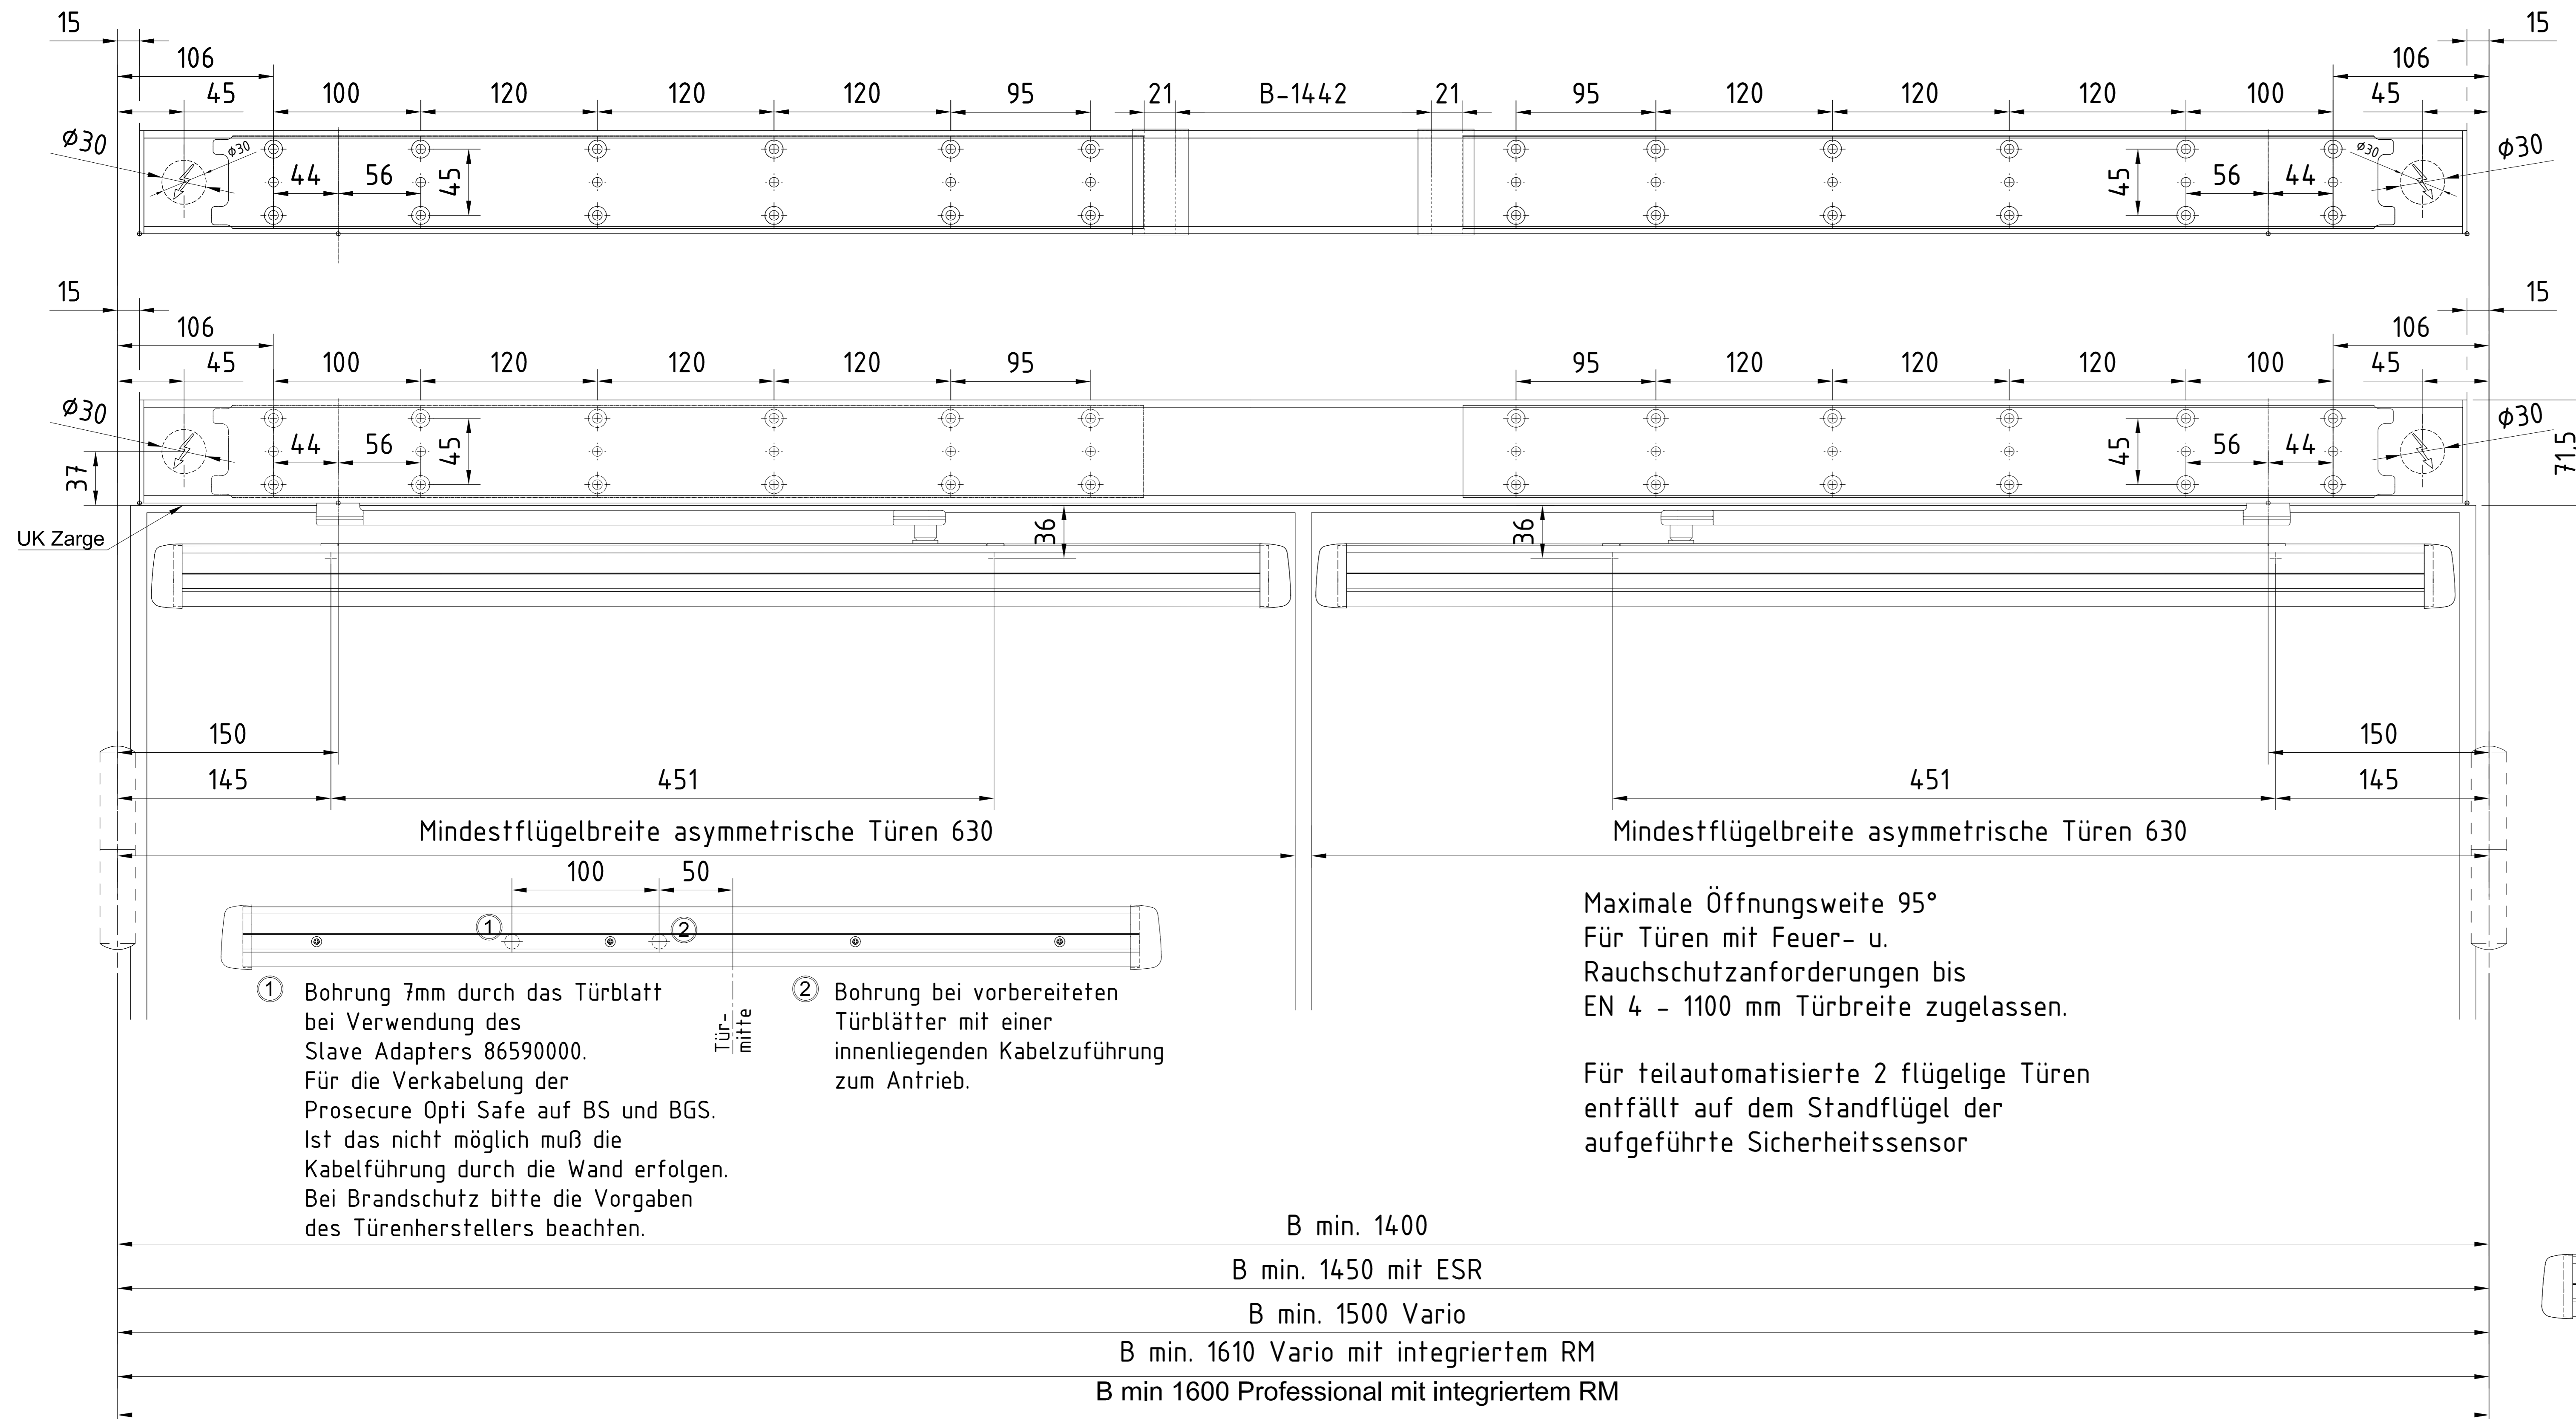 15 15
106 106
45 100 120 120 120 95 21 B-1442 21 95 120 120 120 100 45
φ30 φ30 φ30 φ30
44 56 45 45 56 44
15 15
106 106
45 100 120 120 120 95 95 120 120 120 100 45
φ30 φ30
44 56 45 45 56 44
37 71.5
UK Zarge 36 36
150 150
145 451 451 145
Mindestflügelbreite asymmetrische Türen 630 Mindestflügelbreite asymmetrische Türen 630
100 50
1 2
1 Bohrung 7mm durch das Türblatt
bei Verwendung des
Slave Adapters 86590000.
Für die Verkabelung der
Prosecure Opti Safe auf BS und BGS.
Ist das nicht möglich muß die
Kabelführung durch die Wand erfolgen.
Bei Brandschutz bitte die Vorgaben
des Türenherstellers beachten.
Tür-
mitte
2 Bohrung bei vorbereiteten
Türblätter mit einer
innenliegenden Kabelzuführung
zum Antrieb.
Maximale Öffnungsweite 95°
Für Türen mit Feuer- u.
Rauchschutzanforderungen bis
EN 4 - 1100 mm Türbreite zugelassen.
Für teilautomatisierte 2 flügelige Türen
entfällt auf dem Standflügel der
aufgeführte Sicherheitssensor
B min. 1400
B min. 1450 mit ESR
B min. 1500 Vario
B min. 1610 Vario mit integriertem RM
B min 1600 Professional mit integriertem RM